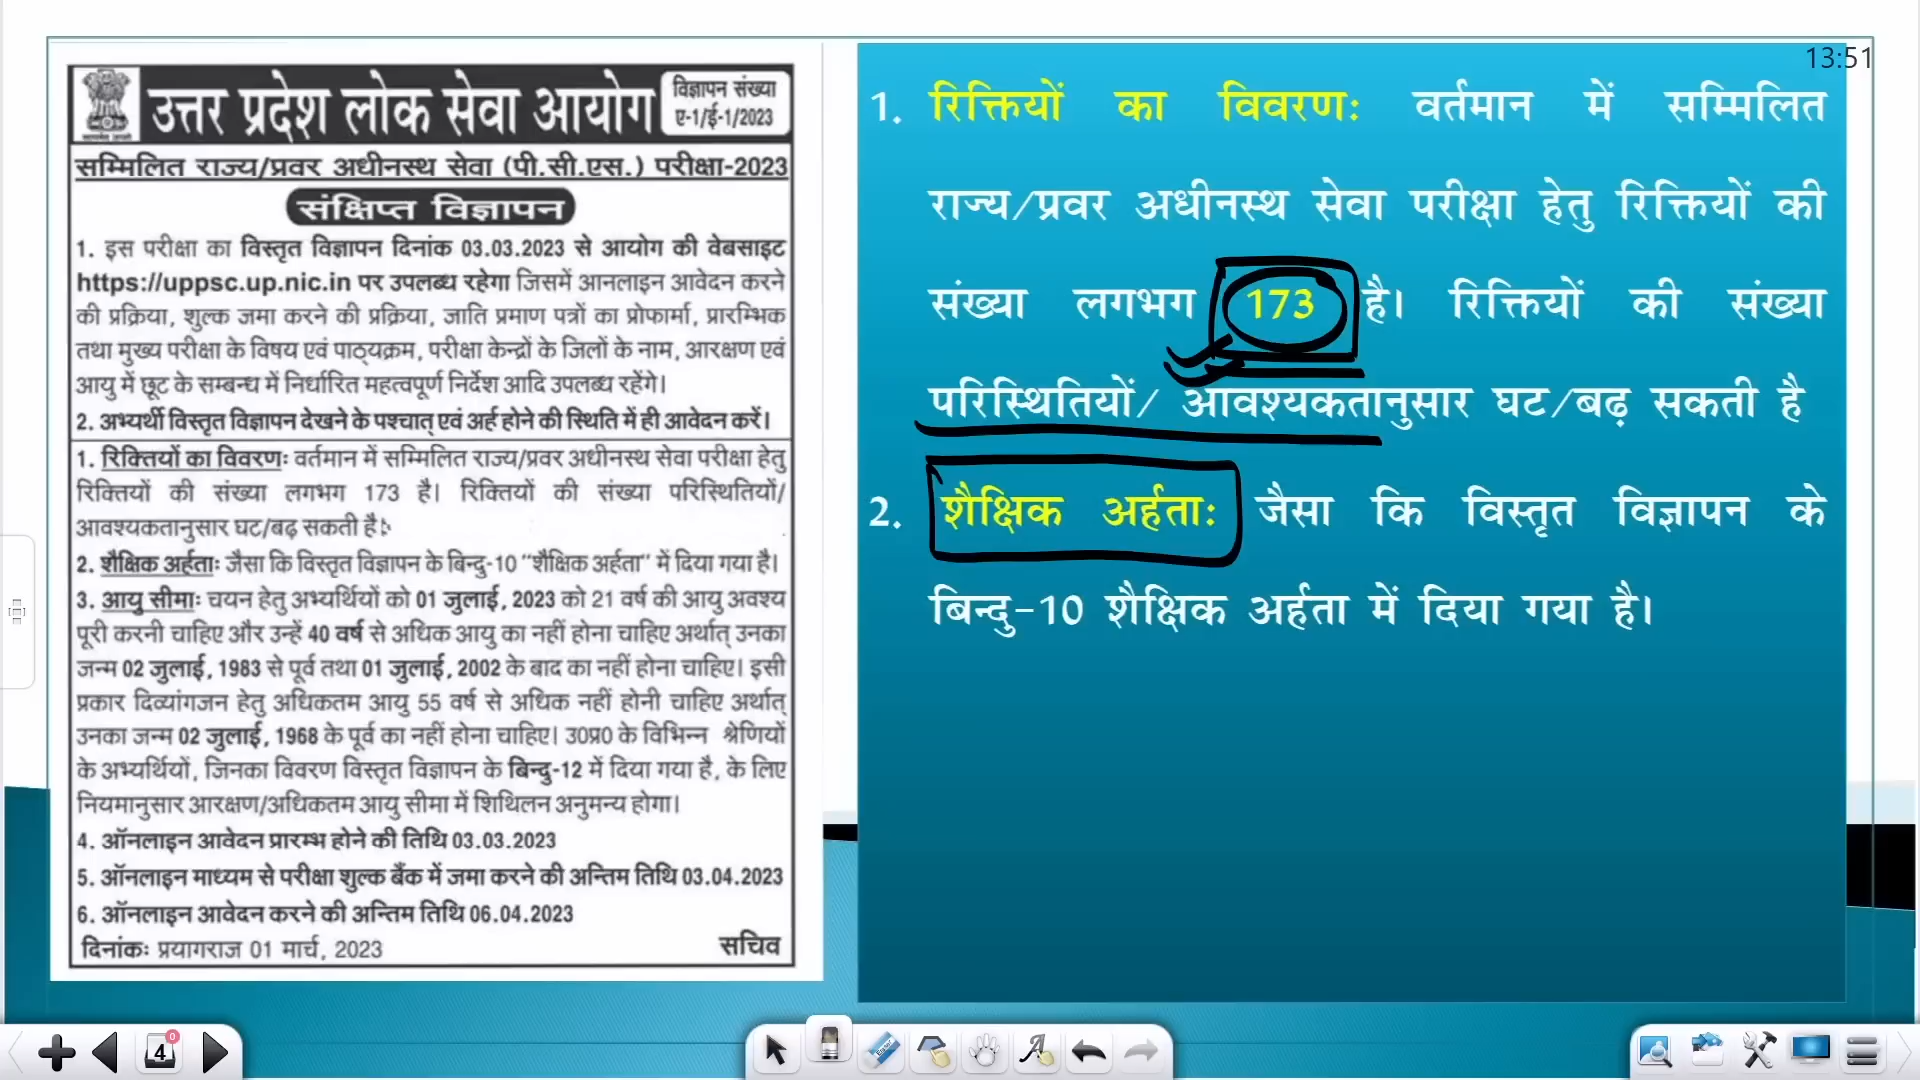 उत्तर प्रदेश लोक सेवा आयोग
विज्ञापन संख्या
ए-1/ई-1/2023
सम्मिलित राज्य/प्रवर अधीनस्थ सेवा (पी.सी.एस.) परीक्षा-2023
संक्षिप्त विज्ञापन
1. इस परीक्षा का विस्तृत विज्ञापन दिनांक 03.03.2023 से आयोग की वेबसाइट
https://uppsc.up.nic.in पर उपलब्ध रहेगा जिसमें आनलाइन आवेदन करने
की प्रक्रिया, शुल्क जमा करने की प्रक्रिया, जाति प्रमाण पत्रों का प्रोफार्मा, प्रारम्भिक
तथा मुख्य परीक्षा के विषय एवं पाठ्यक्रम, परीक्षा केन्द्रों के जिलों के नाम, आरक्षण एवं
आयु में छूट के सम्बन्ध में निर्धारित महत्वपूर्ण निर्देश आदि उपलब्ध रहेंगे।
2. अभ्यर्थी विस्तृत विज्ञापन देखने के पश्चात् एवं अर्ह होने की स्थिति में ही आवेदन करें।
1. रिक्तियों का विवरणः वर्तमान में सम्मिलित राज्य/प्रवर अधीनस्थ सेवा परीक्षा हेतु
रिक्तियों की संख्या लगभग 173 है। रिक्तियों की संख्या परिस्थितियों/
आवश्यकतानुसार घट/बढ़ सकती है।
2. शैक्षिक अर्हताः जैसा कि विस्तृत विज्ञापन के बिन्दु-10 "शैक्षिक अर्हता" में दिया गया है।
3. आयु सीमाः चयन हेतु अभ्यर्थियों को 01 जुलाई, 2023 को 21 वर्ष की आयु अवश्य
पूरी करनी चाहिए और उन्हें 40 वर्ष से अधिक आयु का नहीं होना चाहिए अर्थात् उनका
जन्म 02 जुलाई, 1983 से पूर्व तथा 01 जुलाई, 2002 के बाद का नहीं होना चाहिए। इसी
प्रकार दिव्यांगजन हेतु अधिकतम आयु 55 वर्ष से अधिक नहीं होनी चाहिए अर्थात्
उनका जन्म 02 जुलाई, 1968 के पूर्व का नहीं होना चाहिए। उ0प्र0 के विभिन्न श्रेणियों
के अभ्यर्थियों, जिनका विवरण विस्तृत विज्ञापन के बिन्दु-12 में दिया गया है, के लिए
नियमानुसार आरक्षण/अधिकतम आयु सीमा में शिथिलन अनुमन्य होगा।
4. ऑनलाइन आवेदन प्रारम्भ होने की तिथि 03.03.2023
5. ऑनलाइन माध्यम से परीक्षा शुल्क बैंक में जमा करने की अन्तिम तिथि 03.04.2023
6. ऑनलाइन आवेदन करने की अन्तिम तिथि 06.04.2023
दिनांकः प्रयागराज 01 मार्च, 2023 सचिव
13:51
1. रिक्तियों का विवरणः वर्तमान में सम्मिलित
राज्य/प्रवर अधीनस्थ सेवा परीक्षा हेतु रिक्तियों की
संख्या लगभग 173 है। रिक्तियों की संख्या
परिस्थितियों/ आवश्यकतानुसार घट/बढ़ सकती है
2. शैक्षिक अर्हताः जैसा कि विस्तृत विज्ञापन के
बिन्दु-10 शैक्षिक अर्हता में दिया गया है।
4
0